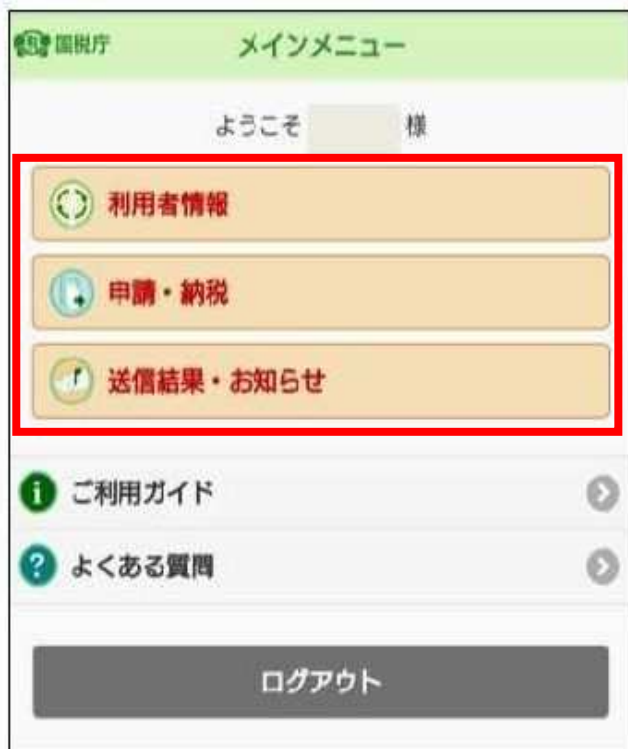 国税庁 メインメニュー
ようこそ 様
利用者情報
申請・納税
送信結果・お知らせ
ご利用ガイド
よくある質問
ログアウト